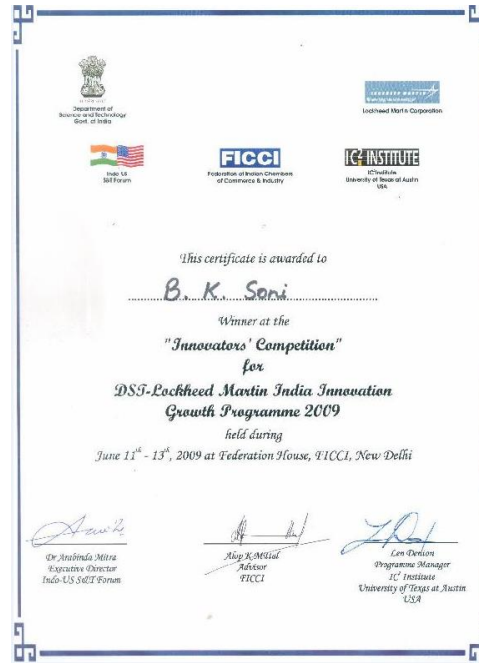 Department of
Science and Technology
Govt. of India
LOCKHEED MARTIN
Lockheed Martin Corporation
Indo US
S&T Forum
FICCI
Federation of Indian Chambers
of Commerce & Industry
IC² INSTITUTE
IC² Institute
University of Texas at Austin
USA
This certificate is awarded to
B. K. Soni
Winner at the
"Innovators' Competition"
for
DST-Lockheed Martin India Innovation
Growth Programme 2009
held during
June 11th - 13th, 2009 at Federation House, FICCI, New Delhi
Dr Arabinda Mitra
Executive Director
Indo-US S&T Forum
Advisor
FICCI
Len Denton
Programme Manager
IC² Institute
University of Texas at Austin
USA